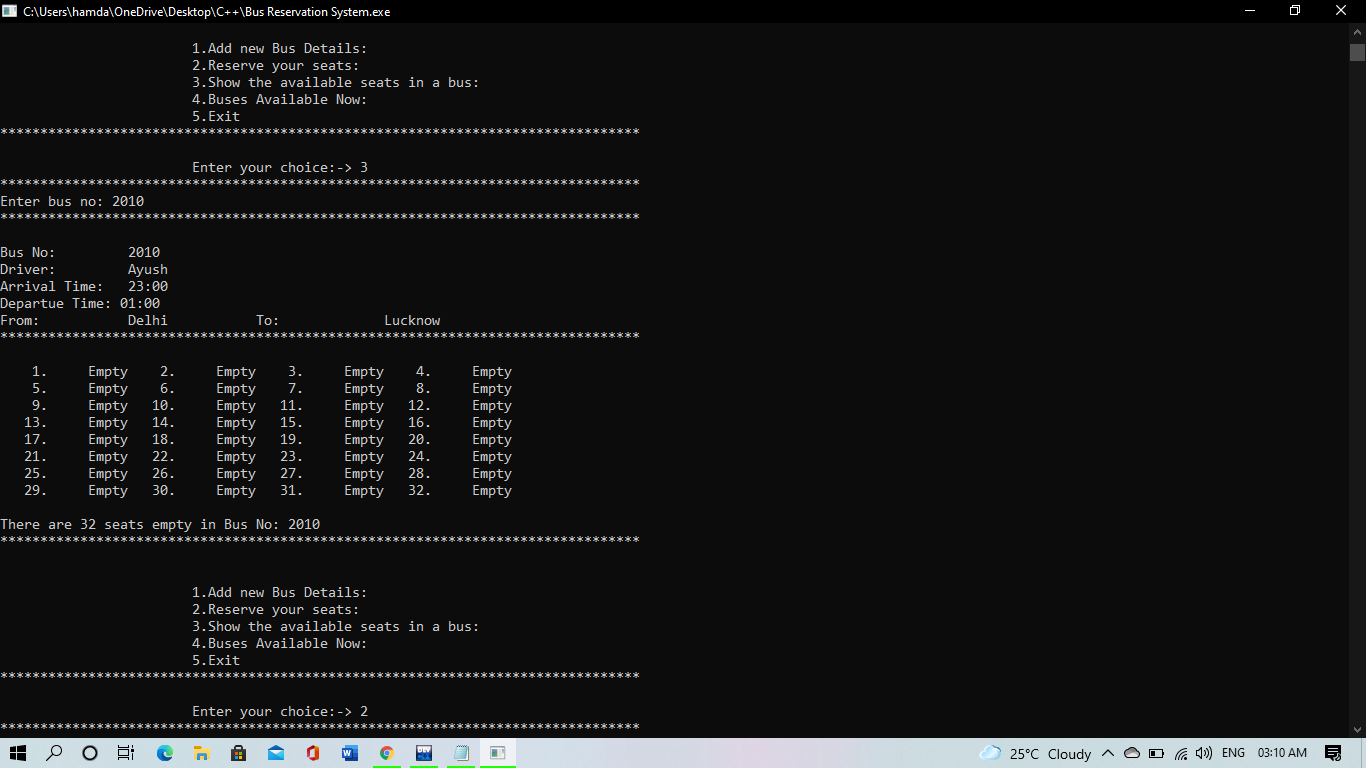 C:\Users\hamda\OneDrive\Desktop\C++\Bus Reservation System.exe
1.Add new Bus Details:
2.Reserve your seats:
3.Show the available seats in a bus:
4.Buses Available Now:
5.Exit
********************************************************************************
Enter your choice:-> 3
********************************************************************************
Enter bus no: 2010
********************************************************************************
Bus No: 2010
Driver: Ayush
Arrival Time: 23:00
Departue Time: 01:00
From: Delhi To: Lucknow
********************************************************************************
1. Empty 2. Empty 3. Empty 4. Empty
5. Empty 6. Empty 7. Empty 8. Empty
9. Empty 10. Empty 11. Empty 12. Empty
13. Empty 14. Empty 15. Empty 16. Empty
17. Empty 18. Empty 19. Empty 20. Empty
21. Empty 22. Empty 23. Empty 24. Empty
25. Empty 26. Empty 27. Empty 28. Empty
29. Empty 30. Empty 31. Empty 32. Empty
There are 32 seats empty in Bus No: 2010
********************************************************************************
1.Add new Bus Details:
2.Reserve your seats:
3.Show the available seats in a bus:
4.Buses Available Now:
5.Exit
********************************************************************************
Enter your choice:-> 2
********************************************************************************
W DEV 25°C Cloudy ENG 03:10 AM